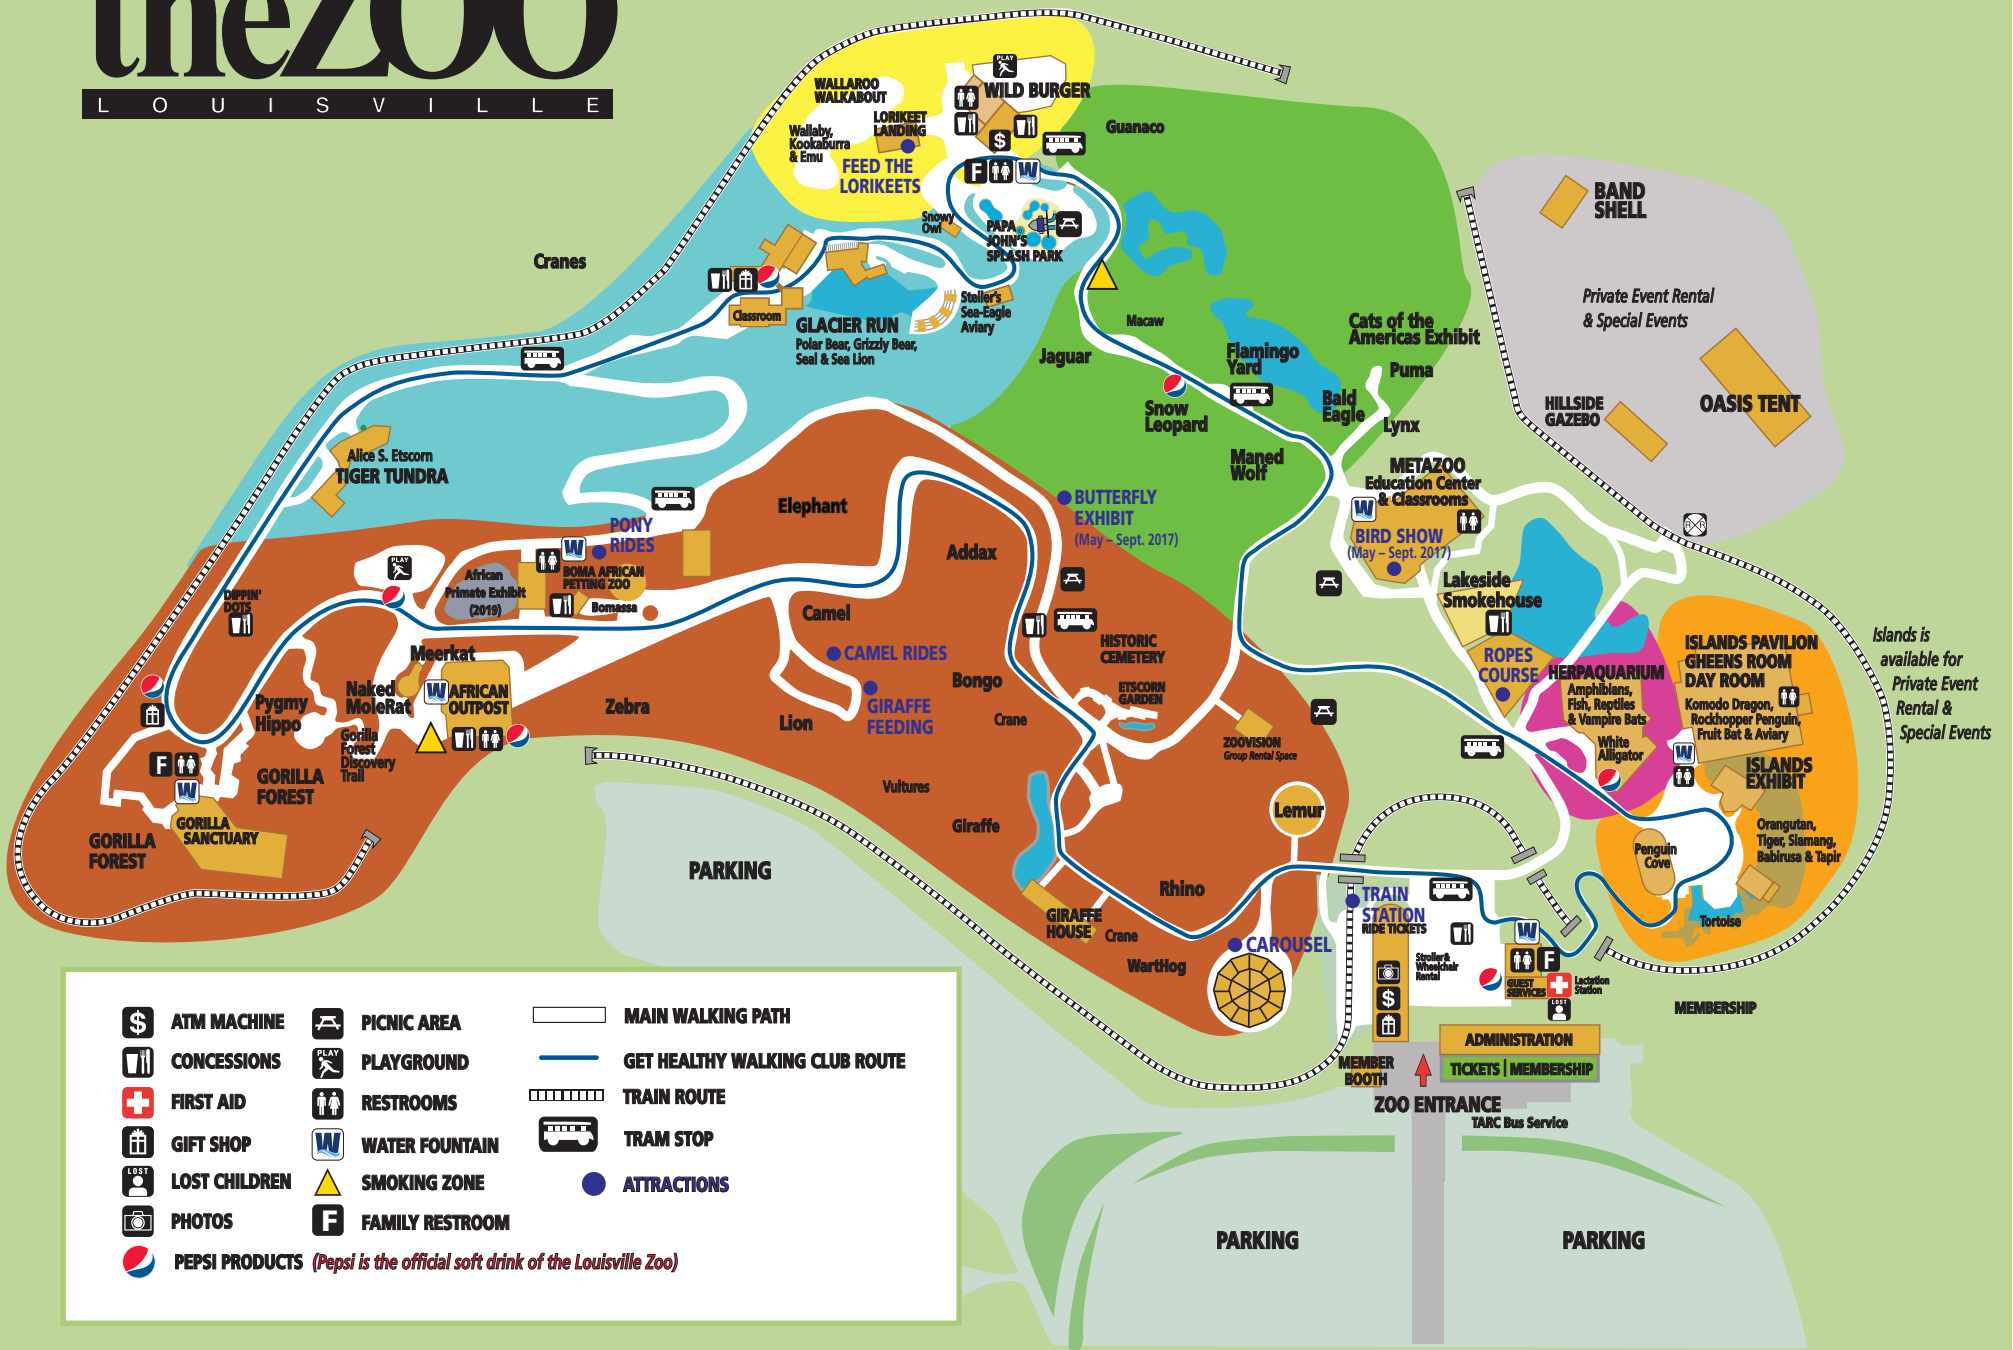 theZOO
LOUISVILLE
WALLAROO
WALKABOUT
Wallaby,
Kookaburra
& Emu
LORIKEET
LANDING
FEED THE
LORIKEETS
PLAY
WILD BURGER
$
F
W
Guanaco
Snowy
Owl
PAPA
JOHN'S
SPLASH PARK
Cranes
Classroom
GLACIER RUN
Polar Bear, Grizzly Bear,
Seal & Sea Lion
Steller's
Sea-Eagle
Aviary
Macaw
Jaguar
Flamingo
Yard
Cats of the
Americas Exhibit
Puma
Bald
Eagle
Lynx
Snow
Leopard
Maned
Wolf
BAND
SHELL
Private Event Rental
& Special Events
HILLSIDE
GAZEBO
OASIS TENT
R R
Alice S. Etscorn
TIGER TUNDRA
METAZOO
Education Center
& Classrooms
W
BIRD SHOW
(May – Sept. 2017)
BUTTERFLY
EXHIBIT
(May – Sept. 2017)
Elephant
PONY
RIDES
W
BOMA AFRICAN
PETTING ZOO
Bomassa
African
Primate Exhibit
(2019)
PLAY
DIPPIN'
DOTS
Addax
Camel
CAMEL RIDES
GIRAFFE
FEEDING
Lion
Zebra
Bongo
Crane
HISTORIC
CEMETERY
ETSCORN
GARDEN
Lakeside
Smokehouse
ROPES
COURSE
HERPAQUARIUM
Amphibians,
Fish, Reptiles
& Vampire Bats
White
Alligator
ISLANDS PAVILION
GHEENS ROOM
DAY ROOM
Komodo Dragon,
Rockhopper Penguin,
Fruit Bat & Aviary
W
ISLANDS
EXHIBIT
Orangutan,
Tiger, Siamang,
Babirusa & Tapir
Penguin
Cove
Tortoise
Islands is
available for
Private Event
Rental &
Special Events
Meerkat
Naked
MoleRat
W
AFRICAN
OUTPOST
Pygmy
Hippo
Gorilla
Forest
Discovery
Trail
GORILLA
FOREST
F
W
GORILLA
SANCTUARY
GORILLA
FOREST
ZOOVISION
Group Rental Space
Vultures
Giraffe
Lemur
Rhino
GIRAFFE
HOUSE
Crane
WartHog
CAROUSEL
PARKING
TRAIN
STATION
RIDE TICKETS
Stroller &
Wheelchair
Rental
$
W
F
GUEST
SERVICES
Lactation
Station
LOST
MEMBERSHIP
ADMINISTRATION
TICKETS | MEMBERSHIP
MEMBER
BOOTH
ZOO ENTRANCE
TARC Bus Service
PARKING
PARKING
$ ATM MACHINE
CONCESSIONS
FIRST AID
GIFT SHOP
LOST LOST CHILDREN
PHOTOS
PEPSI PRODUCTS (Pepsi is the official soft drink of the Louisville Zoo)
PICNIC AREA
PLAY PLAYGROUND
RESTROOMS
W WATER FOUNTAIN
SMOKING ZONE
F FAMILY RESTROOM
MAIN WALKING PATH
GET HEALTHY WALKING CLUB ROUTE
TRAIN ROUTE
TRAM STOP
ATTRACTIONS